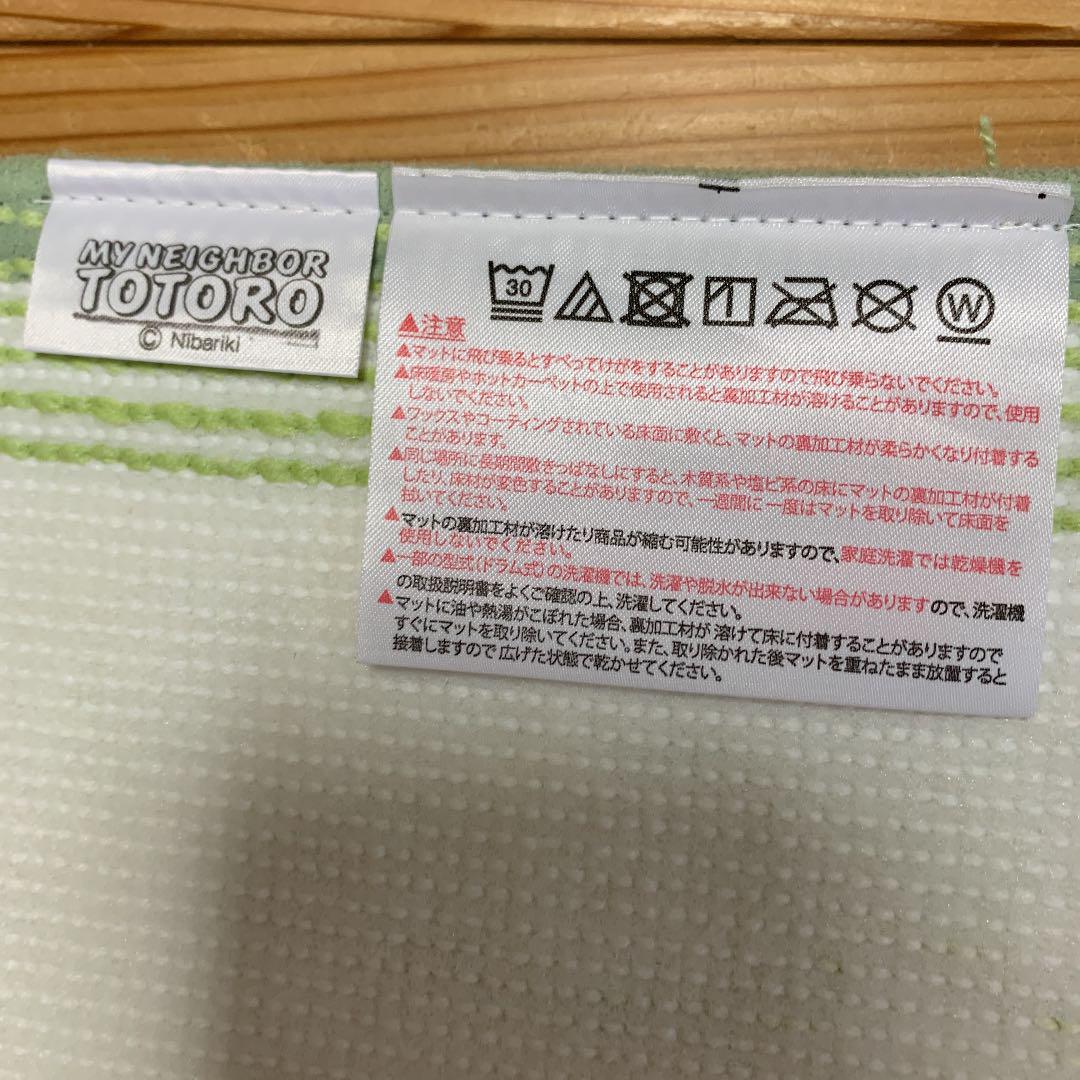 MY NEIGHBOR
TOTORO
© Nibariki
30
W
▲注意
▲マットに飛び乗るとすべってけがをすることがありますので飛び乗らないでください。
▲床暖房やホットカーペットの上で使用されると裏加工材が溶けることがありますので、使用
しないでください。
▲ワックスやコーティングされている床面に敷くと、マットの裏加工材が柔らかくなり付着する
ことがあります。
▲同じ場所に長期間敷きっぱなしにすると、木質系や塩ビ系の床にマットの裏加工材が付着
したり、床材が変色することがありますので、一週間に一度はマットを取り除いて床面を
拭いてください。
▲マットの裏加工材が溶けたり商品が縮む可能性がありますので、家庭洗濯では乾燥機を
使用しないでください。
▲一部の型式(ドラム式)の洗濯機では、洗濯や脱水が出来ない場合がありますので、洗濯機
の取扱説明書をよくご確認の上、洗濯してください。
▲マットに油や熱湯がこぼれた場合、裏加工材が溶けて床に付着することがありますので
すぐにマットを取り除いてください。また、取り除かれた後マットを重ねたまま放置すると
接着しますので広げた状態で乾かせてください。